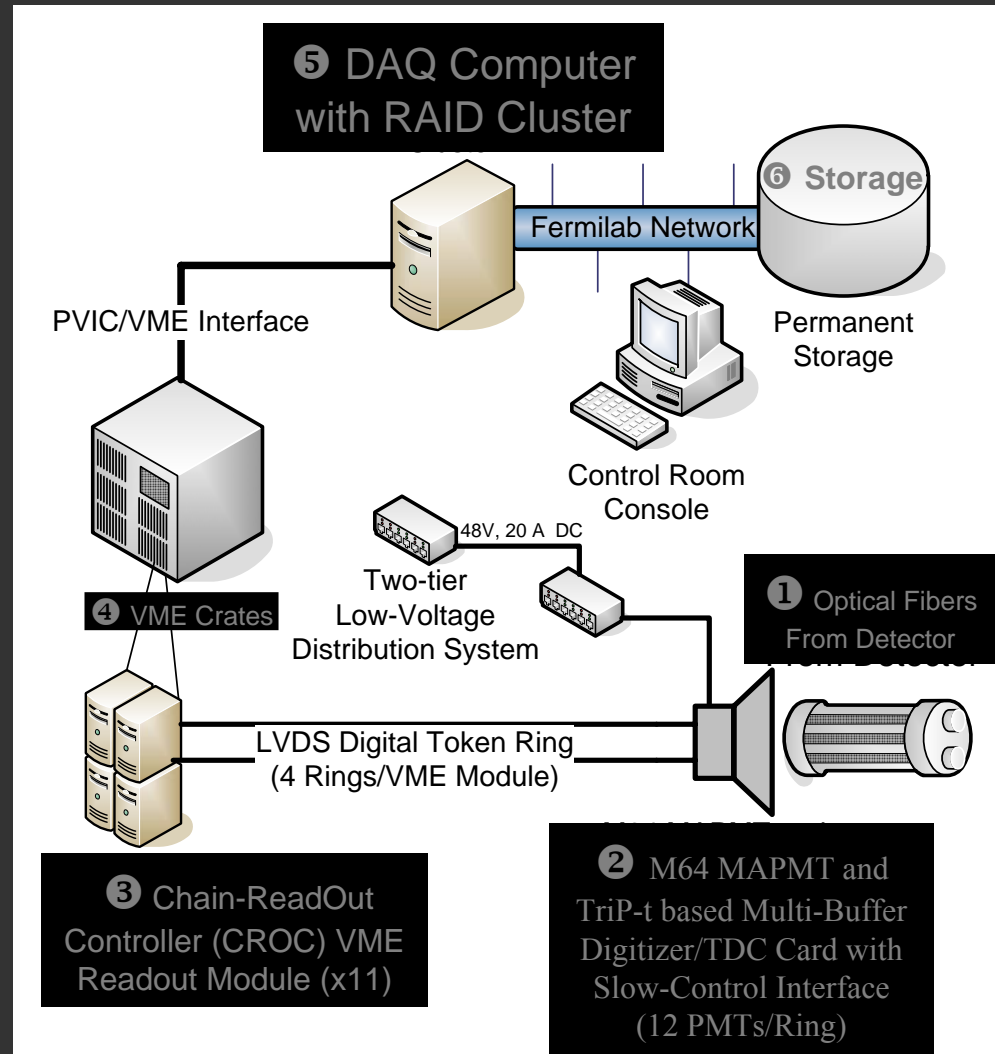 ❺ DAQ Computer
with RAID Cluster
❻ Storage
Fermilab Network
PVIC/VME Interface
Permanent
Storage
Control Room
Console
48V, 20 A DC
Two-tier
Low-Voltage
Distribution System
❶ Optical Fibers
From Detector
❹ VME Crates
LVDS Digital Token Ring
(4 Rings/VME Module)
❸ Chain-ReadOut
Controller (CROC) VME
Readout Module (x11)
❷ M64 MAPMT and
TriP-t based Multi-Buffer
Digitizer/TDC Card with
Slow-Control Interface
(12 PMTs/Ring)